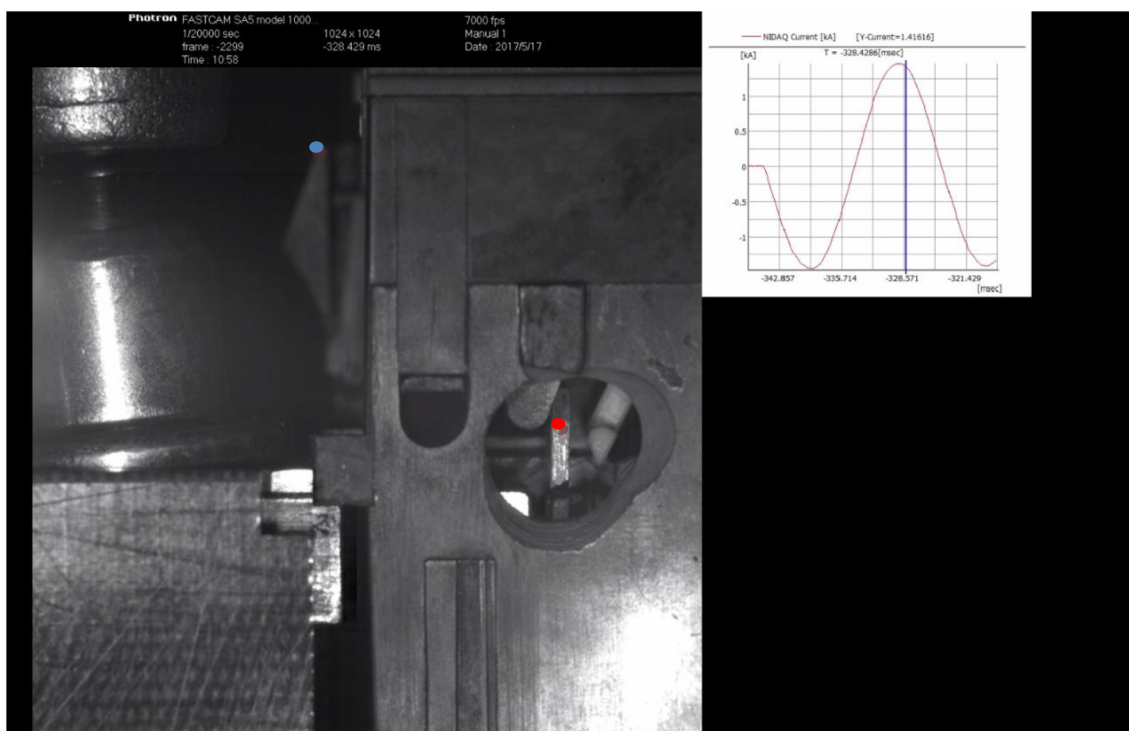 Photron FASTCAM SA5 model 1000... 7000 fps
1/20000 sec 1024 x 1024 Manual 1
frame : -2299 -328.429 ms Date : 2017/5/17
Time : 10:58
NIDAQ Current [kA] [Y-Current=1.41616]
[kA] T = -328.4286[msec]
1
0.5
0
-0.5
-1
-342.857 -335.714 -328.571 -321.429
[msec]